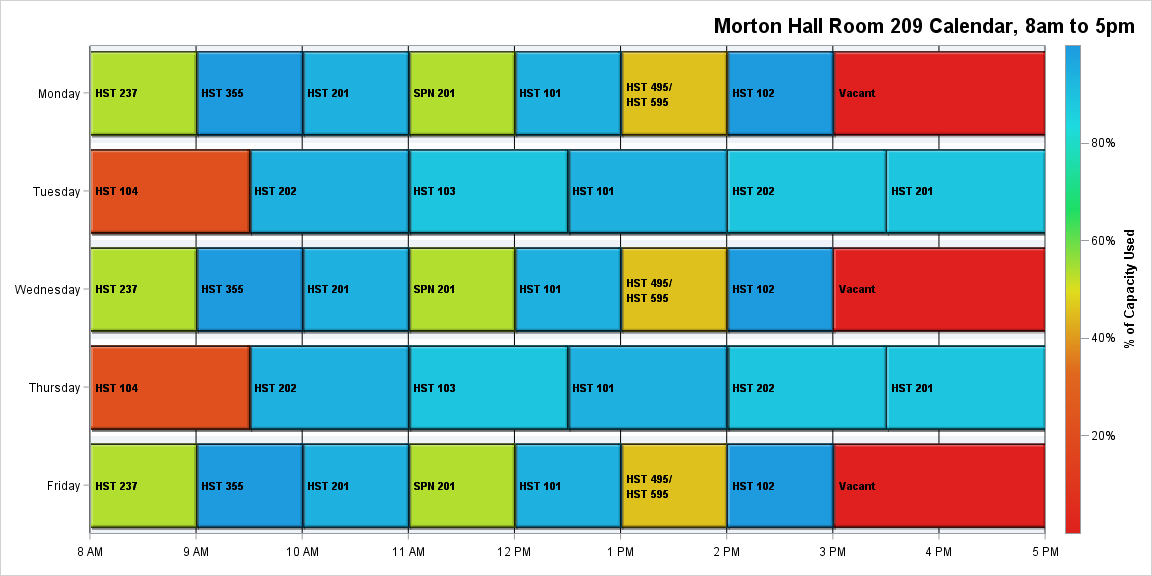 Morton Hall Room 209 Calendar, 8am to 5pm
Monday
HST 237
HST 355
HST 201
SPN 201
HST 101
HST 495/
HST 595
HST 102
Vacant
Tuesday
HST 104
HST 202
HST 103
HST 101
HST 202
HST 201
Wednesday
HST 237
HST 355
HST 201
SPN 201
HST 101
HST 495/
HST 595
HST 102
Vacant
Thursday
HST 104
HST 202
HST 103
HST 101
HST 202
HST 201
Friday
HST 237
HST 355
HST 201
SPN 201
HST 101
HST 495/
HST 595
HST 102
Vacant
8 AM
9 AM
10 AM
11 AM
12 PM
1 PM
2 PM
3 PM
4 PM
5 PM
80%
60%
40%
20%
% of Capacity Used